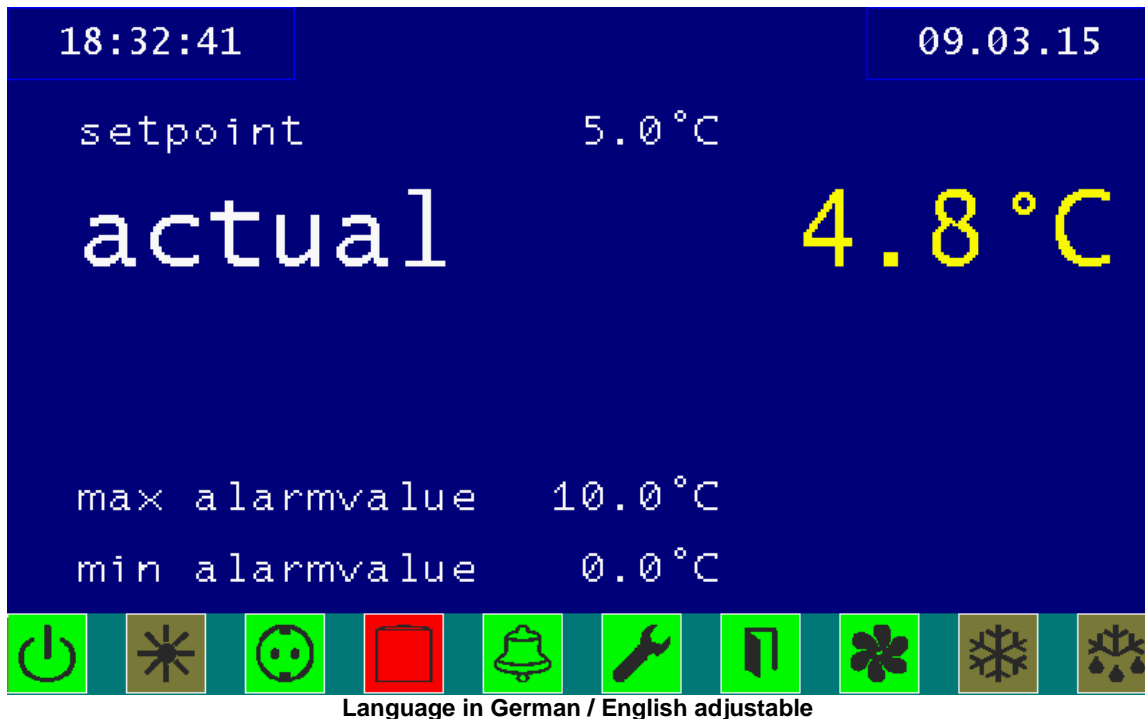 18:32:41 09.03.15
setpoint 5.0°C
actual 4.8°C
max alarmvalue 10.0°C
min alarmvalue 0.0°C
Language in German / English adjustable